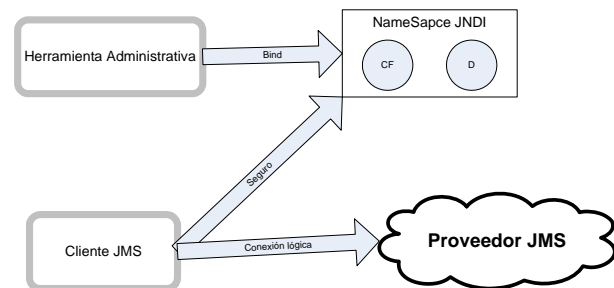 NameSapce JNDI
Herramienta Administrativa
Bind
CF
D
Seguro
Cliente JMS
Conexión lógica
Proveedor JMS